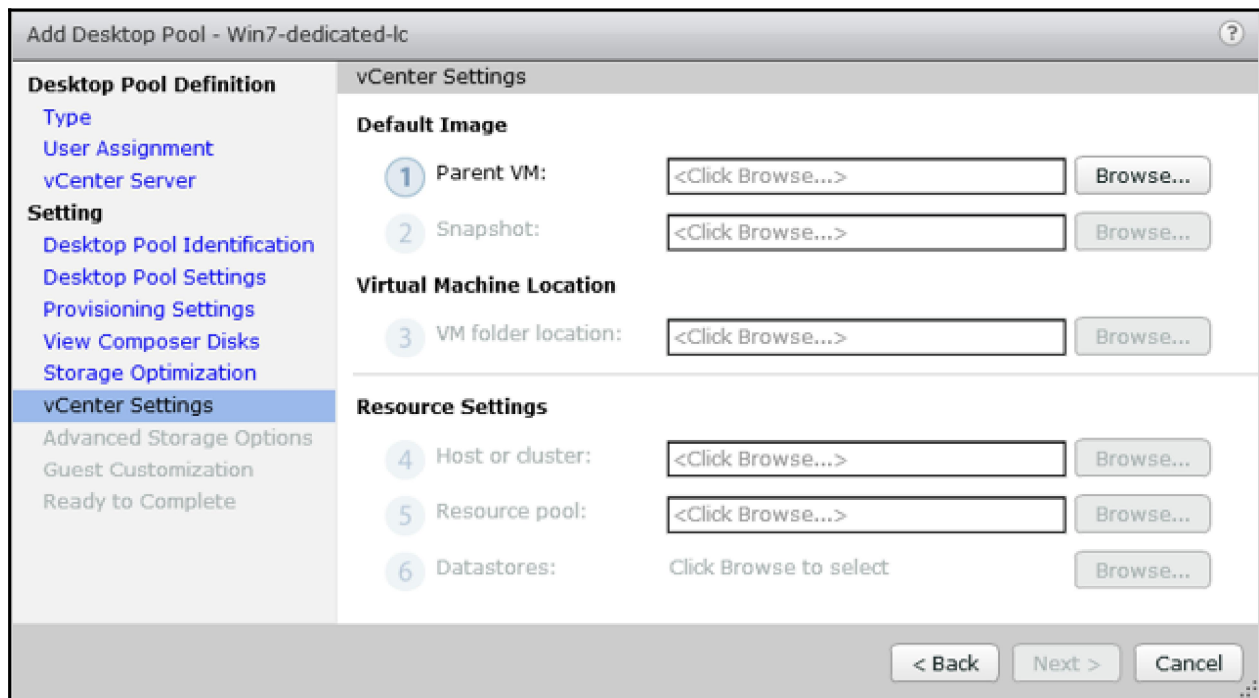 Add Desktop Pool - Win7-dedicated-lc
?
Desktop Pool Definition
Type
User Assignment
vCenter Server
Setting
Desktop Pool Identification
Desktop Pool Settings
Provisioning Settings
View Composer Disks
Storage Optimization
vCenter Settings
Advanced Storage Options
Guest Customization
Ready to Complete
vCenter Settings
Default Image
1 Parent VM: <Click Browse...> Browse...
2 Snapshot: <Click Browse...> Browse...
Virtual Machine Location
3 VM folder location: <Click Browse...> Browse...
Resource Settings
4 Host or cluster: <Click Browse...> Browse...
5 Resource pool: <Click Browse...> Browse...
6 Datastores: Click Browse to select Browse...
< Back Next > Cancel